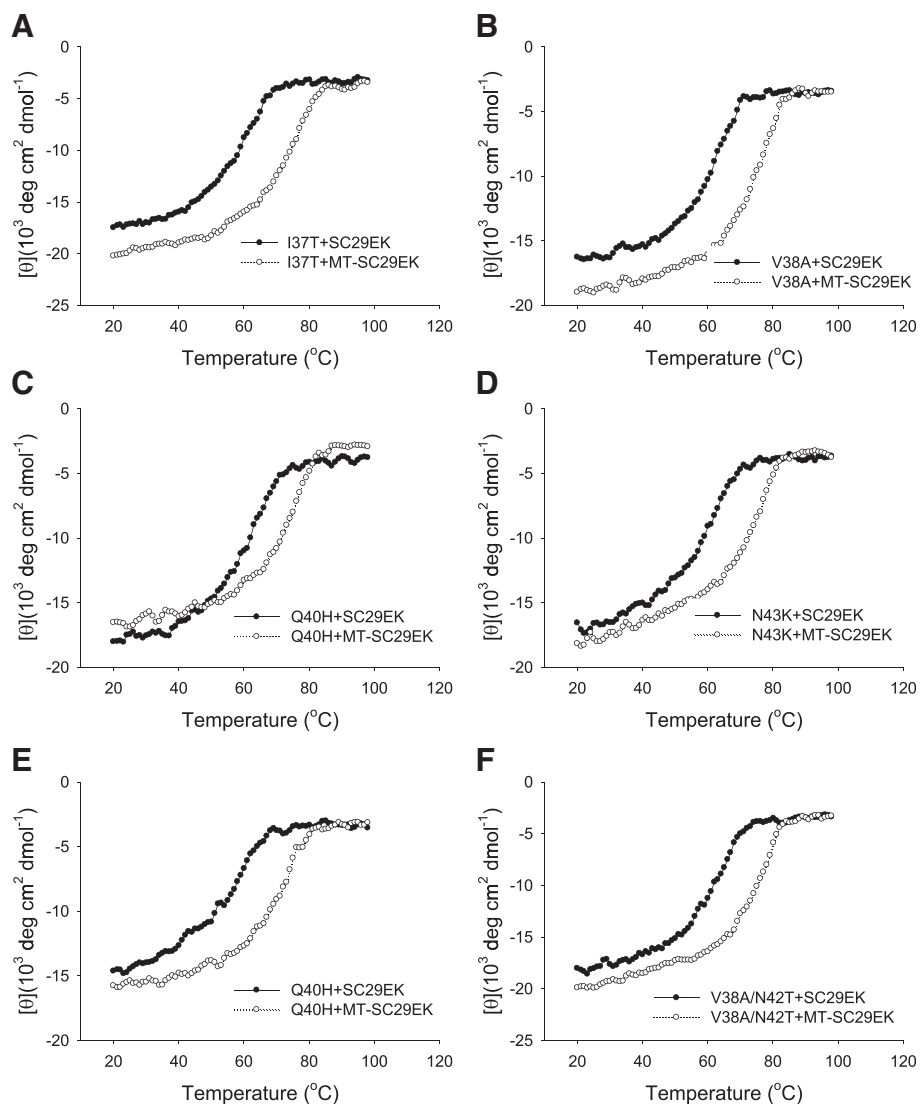 A
[θ](10³ deg cm² dmol⁻¹)
0
-5
-10
-15
-20
-25
I37T+SC29EK
I37T+MT-SC29EK
20 40 60 80 100 120
Temperature (°C)
B
[θ](10³ deg cm² dmol⁻¹)
0
-5
-10
-15
-20
V38A+SC29EK
V38A+MT-SC29EK
20 40 60 80 100 120
Temperature (°C)
C
[θ](10³ deg cm² dmol⁻¹)
0
-5
-10
-15
-20
Q40H+SC29EK
Q40H+MT-SC29EK
20 40 60 80 100 120
Temperature (°C)
D
[θ](10³ deg cm² dmol⁻¹)
0
-5
-10
-15
-20
N43K+SC29EK
N43K+MT-SC29EK
20 40 60 80 100 120
Temperature (°C)
E
[θ](10³ deg cm² dmol⁻¹)
0
-5
-10
-15
-20
Q40H+SC29EK
Q40H+MT-SC29EK
20 40 60 80 100 120
Temperature (°C)
F
[θ](10³ deg cm² dmol⁻¹)
0
-5
-10
-15
-20
-25
V38A/N42T+SC29EK
V38A/N42T+MT-SC29EK
20 40 60 80 100 120
Temperature (°C)